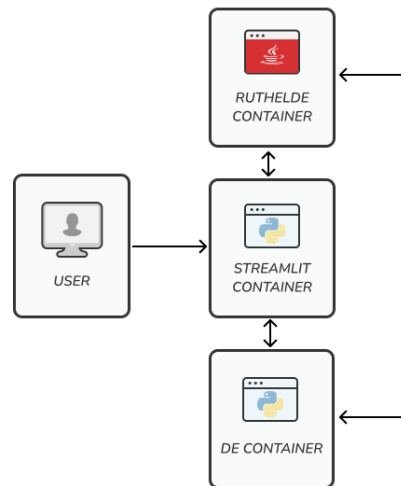 RUTHELDE
CONTAINER
USER
STREAMLIT
CONTAINER
DE CONTAINER